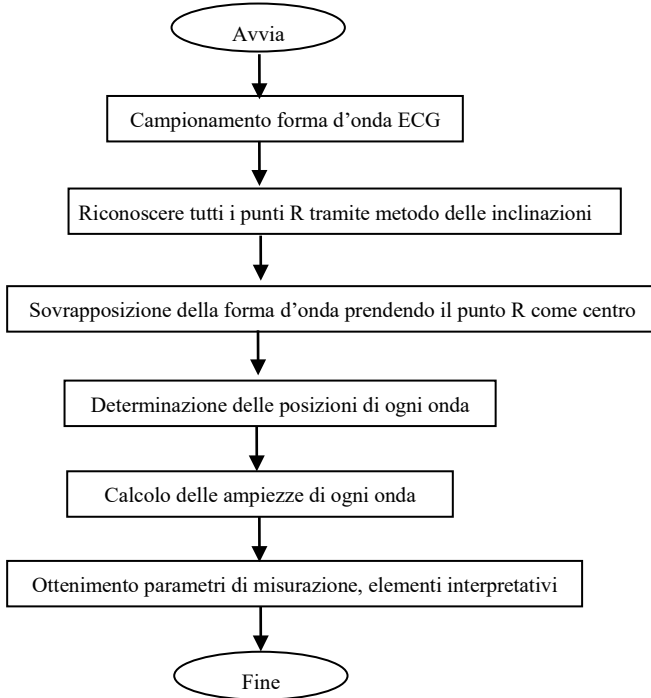 Avvia
Campionamento forma d'onda ECG
Riconoscere tutti i punti R tramite metodo delle inclinazioni
Sovrapposizione della forma d'onda prendendo il punto R come centro
Determinazione delle posizioni di ogni onda
Calcolo delle ampiezze di ogni onda
Ottenimento parametri di misurazione, elementi interpretativi
Fine